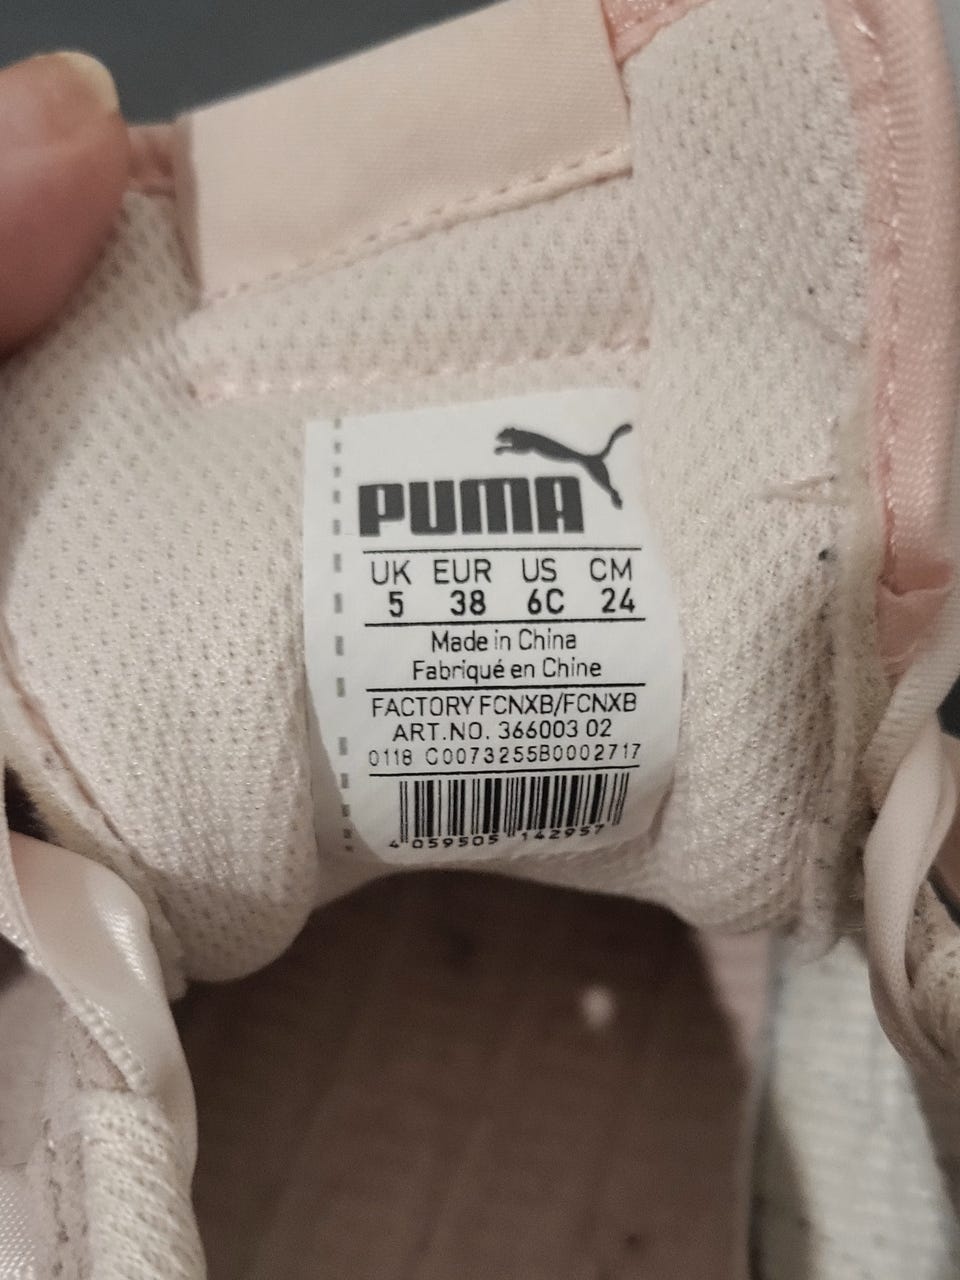 PUMA
UK EUR US CM
5 38 6C 24
Made in China
Fabriqué en Chine
FACTORY FCNXB/FCNXB
ART.NO. 366003 02
0118 C0073255B0002717
4 059505 142957